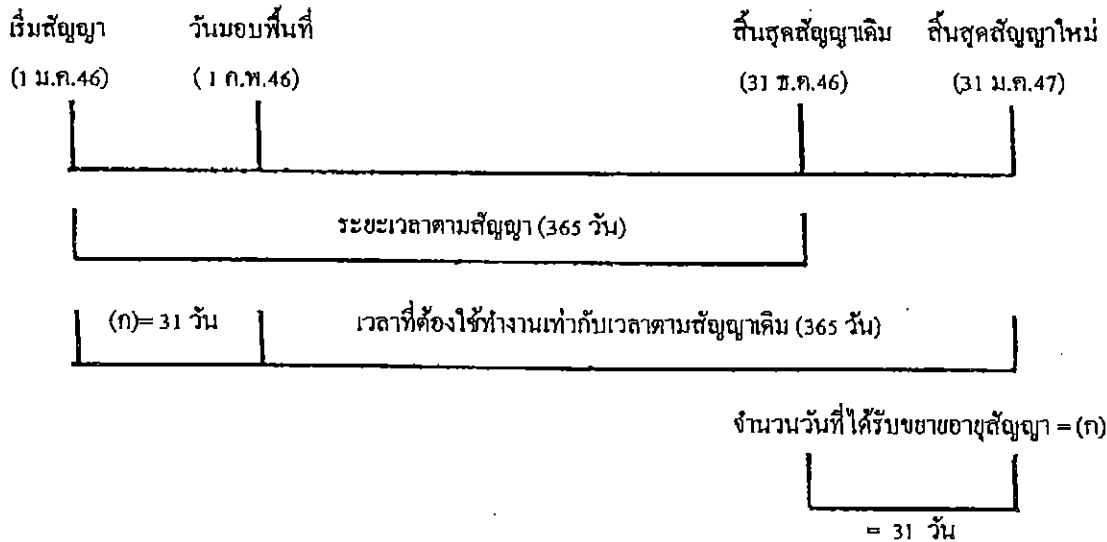 เริ่มสัญญา วันมอบพื้นที่ สิ้นสุดสัญญาเดิม สิ้นสุดสัญญาใหม่
(1 ม.ค.46) ( 1 ก.พ.46) (31 ธ.ค.46) (31 ม.ค.47)
ระยะเวลาตามสัญญา (365 วัน)
(ก)= 31 วัน เวลาที่ต้องใช้ทำงานเท่ากับเวลาตามสัญญาเดิม (365 วัน)
จำนวนวันที่ได้รับขยายอายุสัญญา = (ก)
= 31 วัน